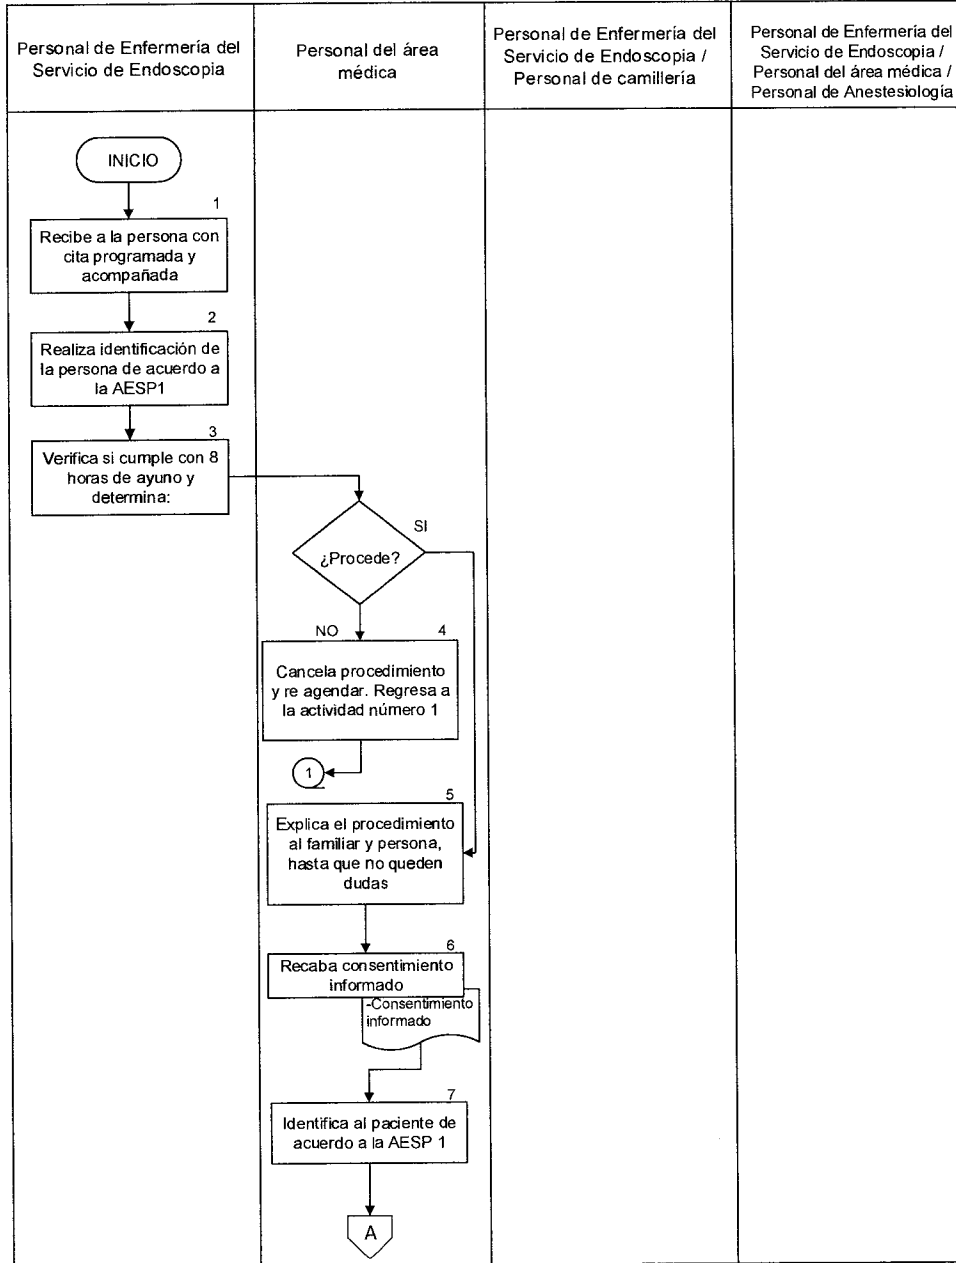 Personal de Enfermería del
Servicio de Endoscopia
Personal del área
médica
Personal de Enfermería del
Servicio de Endoscopia /
Personal de camillería
Personal de Enfermería del
Servicio de Endoscopia /
Personal del área médica /
Personal de Anestesiología
INICIO
1
Recibe a la persona con
cita programada y
acompañada
2
Realiza identificación de
la persona de acuerdo a
la AESP1
3
Verifica si cumple con 8
horas de ayuno y
determina:
¿Procede?
SI
NO
4
Cancela procedimiento
y re agendar. Regresa a
la actividad número 1
1
5
Explica el procedimiento
al familiar y persona,
hasta que no queden
dudas
6
Recaba consentimiento
informado
-Consentimiento
informado
7
Identifica al paciente de
acuerdo a la AESP 1
A